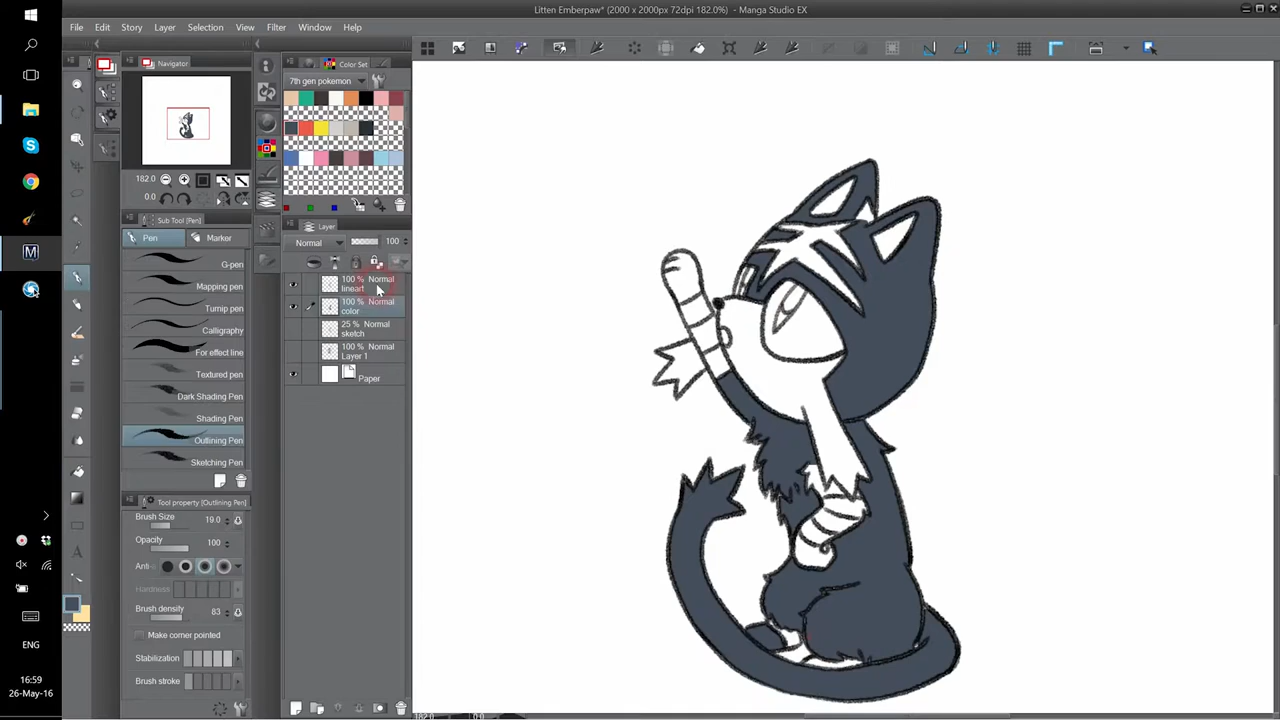 Litten Emberpaw* (2000 x 2000px 72dpi 182.0%) - Manga Studio EX
File Edit Story Layer Selection View Filter Window Help
Navigator
Color Set
7th gen pokemon
182.0
0.0
Sub Tool [Pen]
Pen
Marker
G-pen
Mapping pen
Turnip pen
Calligraphy
For effect line
Textured pen
Dark Shading Pen
Shading Pen
Outlining Pen
Sketching Pen
Layer
Normal
100
100 % Normal
lineart
100 % Normal
color
25 % Normal
sketch
100 % Normal
Layer 1
Paper
Tool property [Outlining Pen]
Brush Size 19.0
Opacity 100
Anti-
Hardness
Brush density 83
Make corner pointed
Stabilization
Brush stroke
ENG
16:59
26-May-16
182.0
0.0